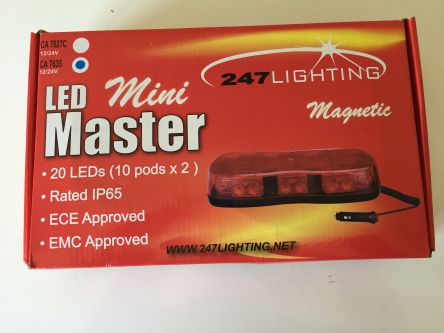 CA 7627C
12/24V
CA 7635
12/24V
247LIGHTING
LED Mini
Master
Magnetic
• 20 LEDs (10 pods x 2 )
• Rated IP65
• ECE Approved
• EMC Approved
WWW.247LIGHTING.NET